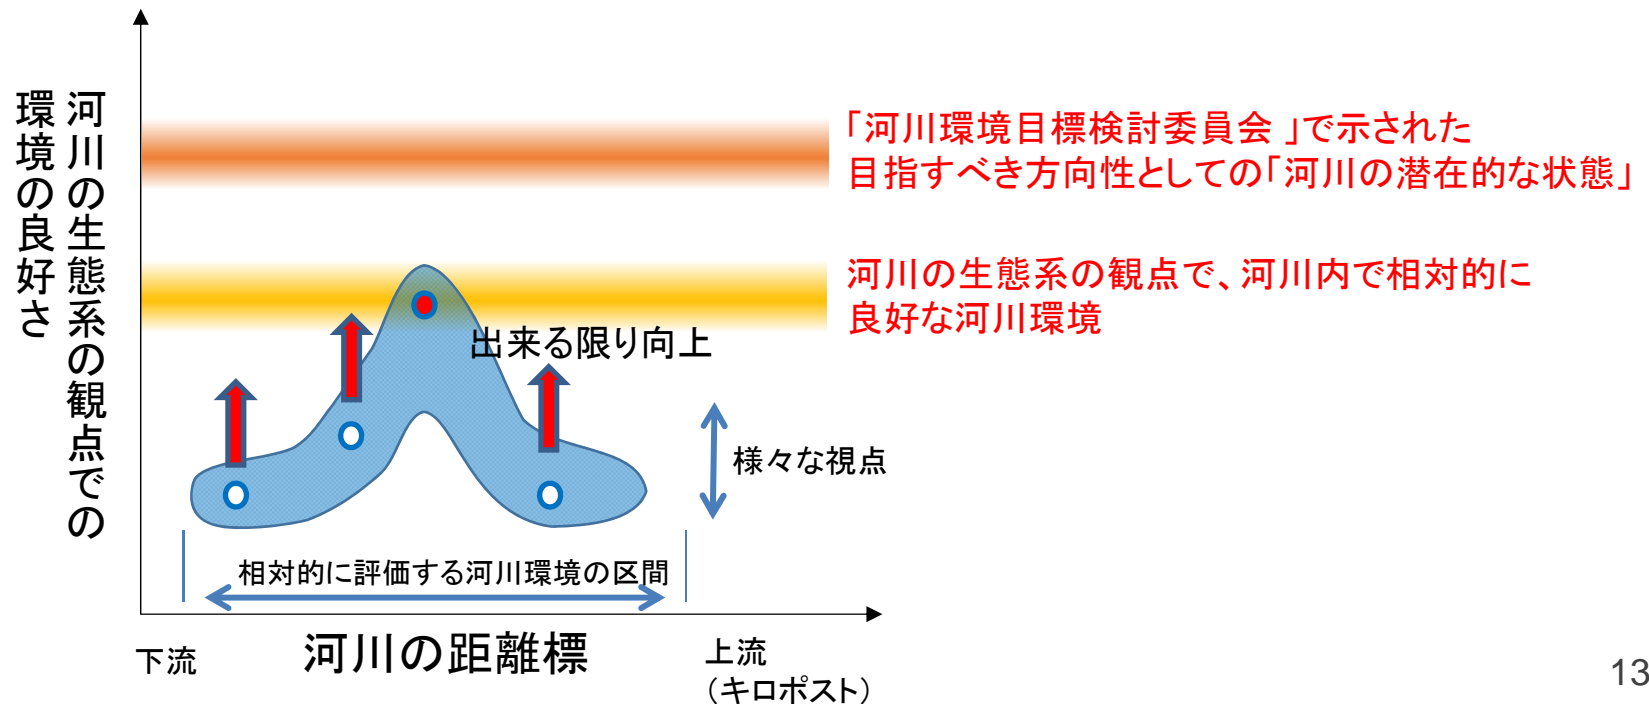 河川の生態系の観点での
環境の良好さ
「河川環境目標検討委員会 」で示された
目指すべき方向性としての「河川の潜在的な状態」
河川の生態系の観点で、河川内で相対的に
良好な河川環境
出来る限り向上
様々な視点
相対的に評価する河川環境の区間
下流
河川の距離標
上流
（キロポスト）
13